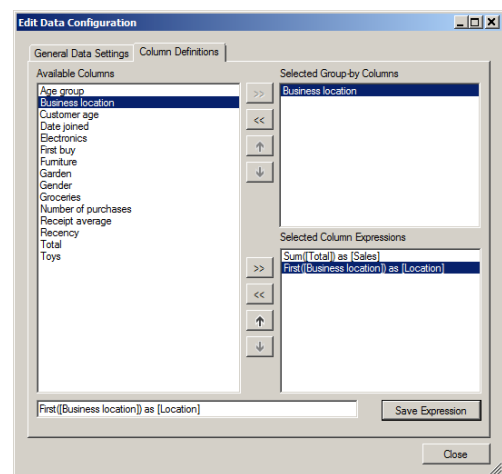 Edit Data Configuration
General Data Settings
Column Definitions
Available Columns
Age group
Business location
Customer age
Date joined
Electronics
First buy
Furniture
Garden
Gender
Groceries
Number of purchases
Receipt average
Recency
Total
Toys
>>
<<
Selected Group-by Columns
Business location
>>
<<
Selected Column Expressions
Sum([Total]) as [Sales]
First([Business location]) as [Location]
First([Business location]) as [Location]
Save Expression
Close